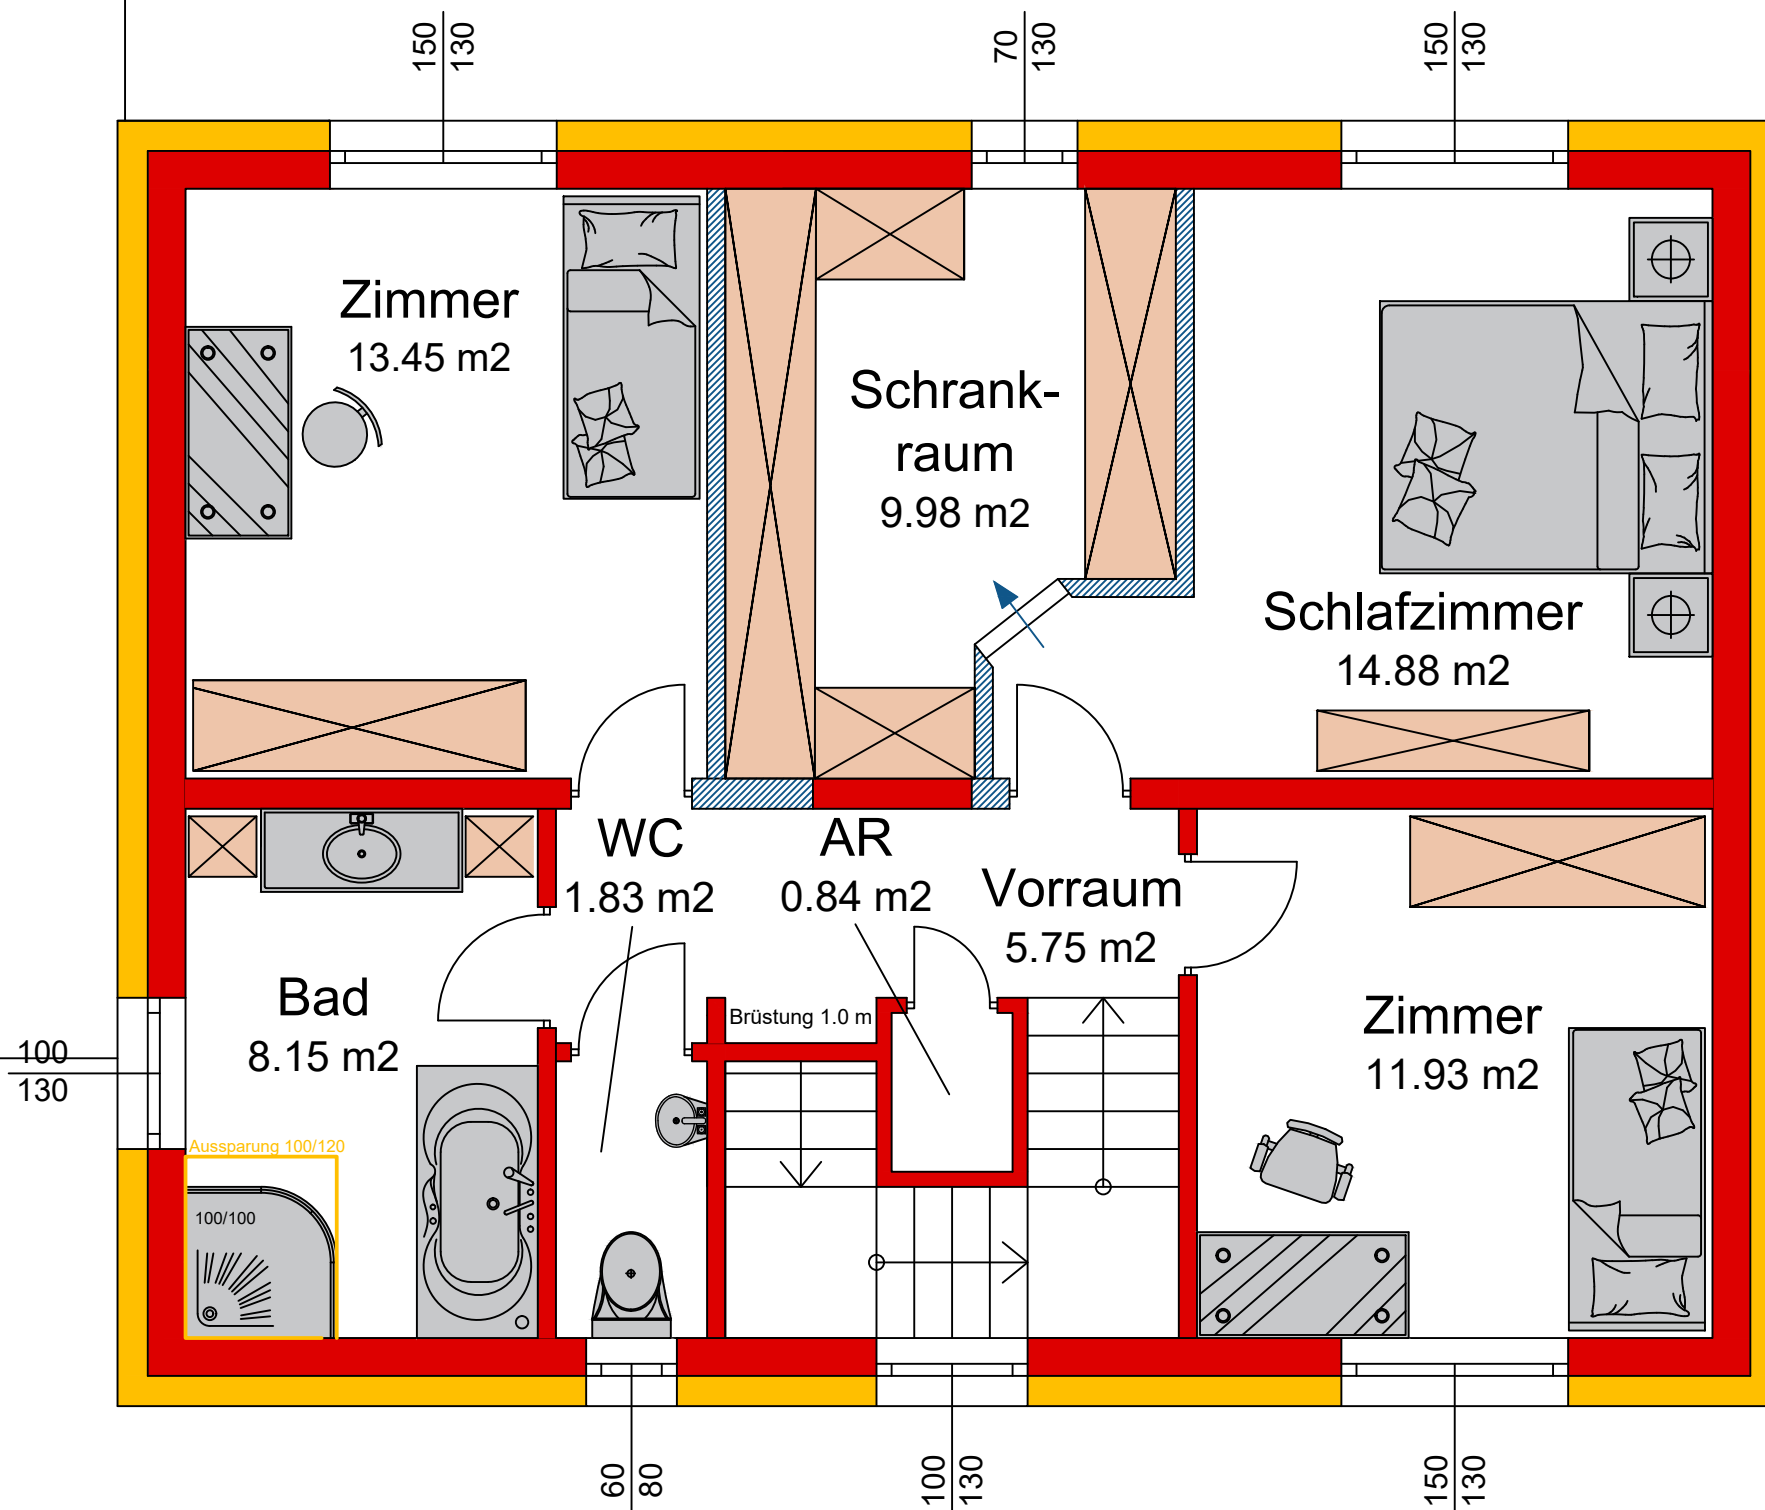 150
130
70
130
150
130
Zimmer
13.45 m2
Schrank-
raum
9.98 m2
Schlafzimmer
14.88 m2
WC
1.83 m2
AR
0.84 m2
Vorraum
5.75 m2
Bad
8.15 m2
Brüstung 1.0 m
Zimmer
11.93 m2
100
130
Aussparung 100/120
100/100
60
80
100
130
150
130